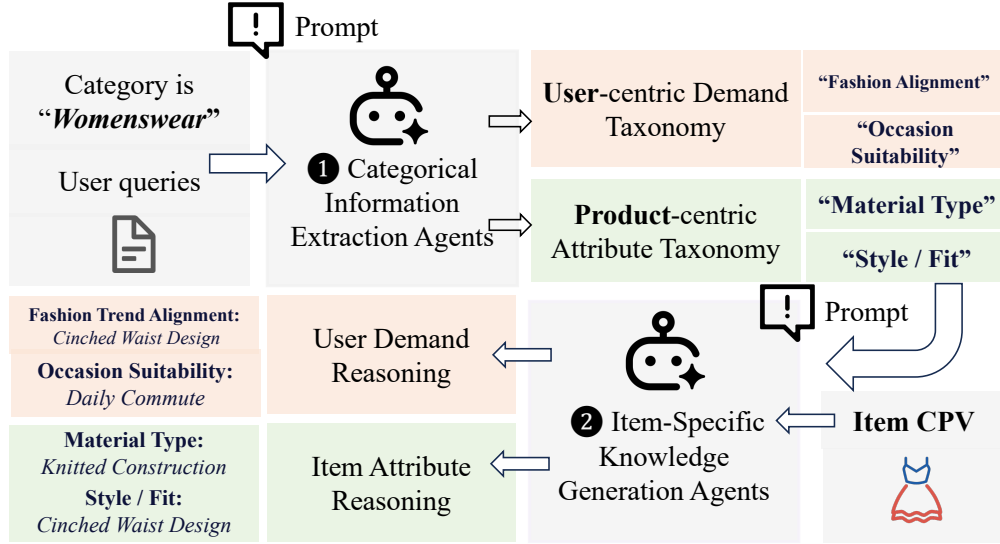 Prompt
Category is
“Womenswear”
User queries
❶ Categorical
Information
Extraction Agents
User-centric Demand
Taxonomy
“Fashion Alignment”
“Occasion
Suitability”
Product-centric
Attribute Taxonomy
“Material Type”
“Style / Fit”
Prompt
Fashion Trend Alignment:
Cinched Waist Design
Occasion Suitability:
Daily Commute
Material Type:
Knitted Construction
Style / Fit:
Cinched Waist Design
User Demand
Reasoning
Item Attribute
Reasoning
❷ Item-Specific
Knowledge
Generation Agents
Item CPV